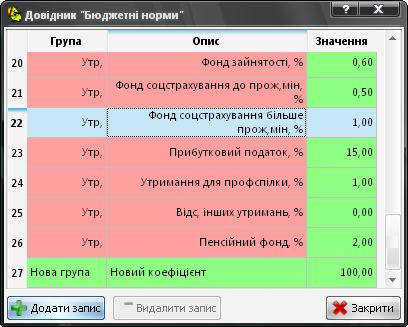 Довідник "Бюджетні норми"
Група Опис Значення
20 Утр, Фонд зайнятості, % 0,60
21 Утр, Фонд соцстрахування до прож,мін, % 0,50
22 Утр, Фонд соцстрахування більше прож,мін, % 1,00
23 Утр, Прибутковий податок, % 15,00
24 Утр, Утримання для профспілки, % 1,00
25 Утр, Відс, інших утримань, % 0,00
26 Утр, Пенсійний фонд, % 2,00
27 Нова група Новий коефіцієнт 100,00
Додати запис Видалити запис Закрити